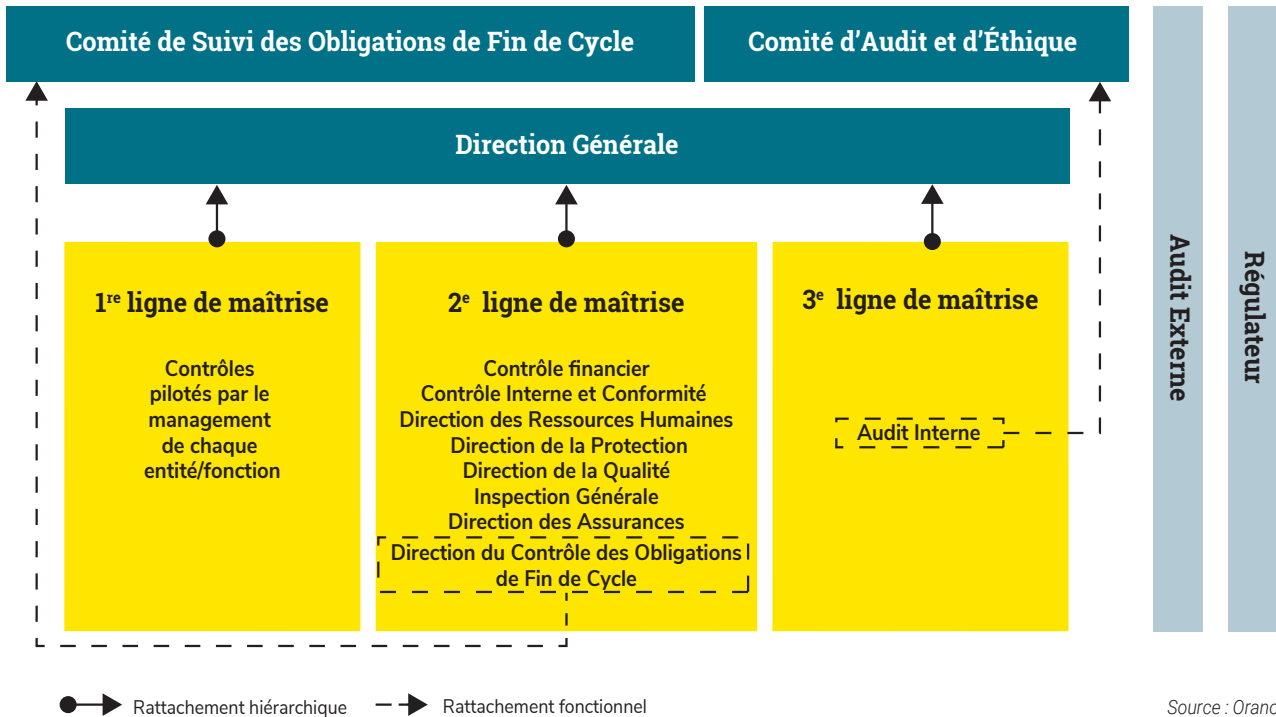 Comité de Suivi des Obligations de Fin de Cycle
Comité d'Audit et d'Éthique
Direction Générale
1re ligne de maîtrise
Contrôles
pilotés par le
management
de chaque
entité/fonction
2e ligne de maîtrise
Contrôle financier
Contrôle Interne et Conformité
Direction des Ressources Humaines
Direction de la Protection
Direction de la Qualité
Inspection Générale
Direction des Assurances
Direction du Contrôle des Obligations
de Fin de Cycle
3e ligne de maîtrise
Audit Interne
Audit Externe
Régulateur
Rattachement hiérarchique
Rattachement fonctionnel
Source : Orano